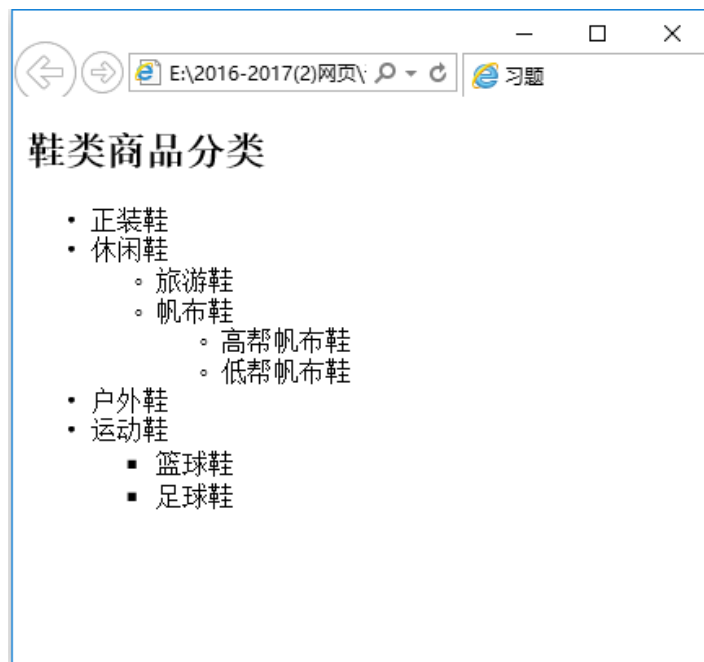 E:\2016-2017(2)网页\
习题
鞋类商品分类
正装鞋
休闲鞋
旅游鞋
帆布鞋
高帮帆布鞋
低帮帆布鞋
户外鞋
运动鞋
篮球鞋
足球鞋